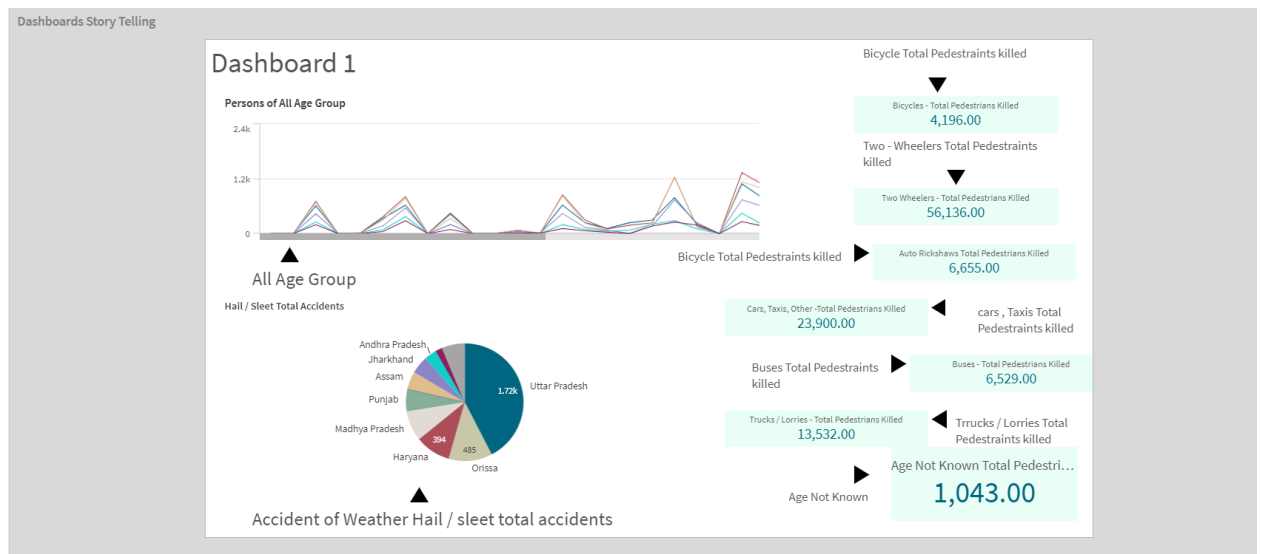 Dashboards Story Telling
Dashboard 1
Persons of All Age Group
2.4k
1.2k
0
All Age Group
Hail / Sleet Total Accidents
Andhra Pradesh
Jharkhand
Assam
Punjab
Madhya Pradesh
Haryana
Orissa
Uttar Pradesh
1.72k
394
485
Accident of Weather Hail / sleet total accidents
Bicycle Total Pedestraints killed
Bicycles - Total Pedestrians Killed
4,196.00
Two - Wheelers Total Pedestraints
killed
Two Wheelers - Total Pedestrians Killed
56,136.00
Bicycle Total Pedestraints killed
Auto Rickshaws Total Pedestrians Killed
6,655.00
Cars, Taxis, Other -Total Pedestrians Killed
23,900.00
cars , Taxis Total
Pedestraints killed
Buses Total Pedestraints
killed
Buses - Total Pedestrians Killed
6,529.00
Trucks / Lorries - Total Pedestrians Killed
13,532.00
Trrucks / Lorries Total
Pedestraints killed
Age Not Known
Age Not Known Total Pedestri...
1,043.00